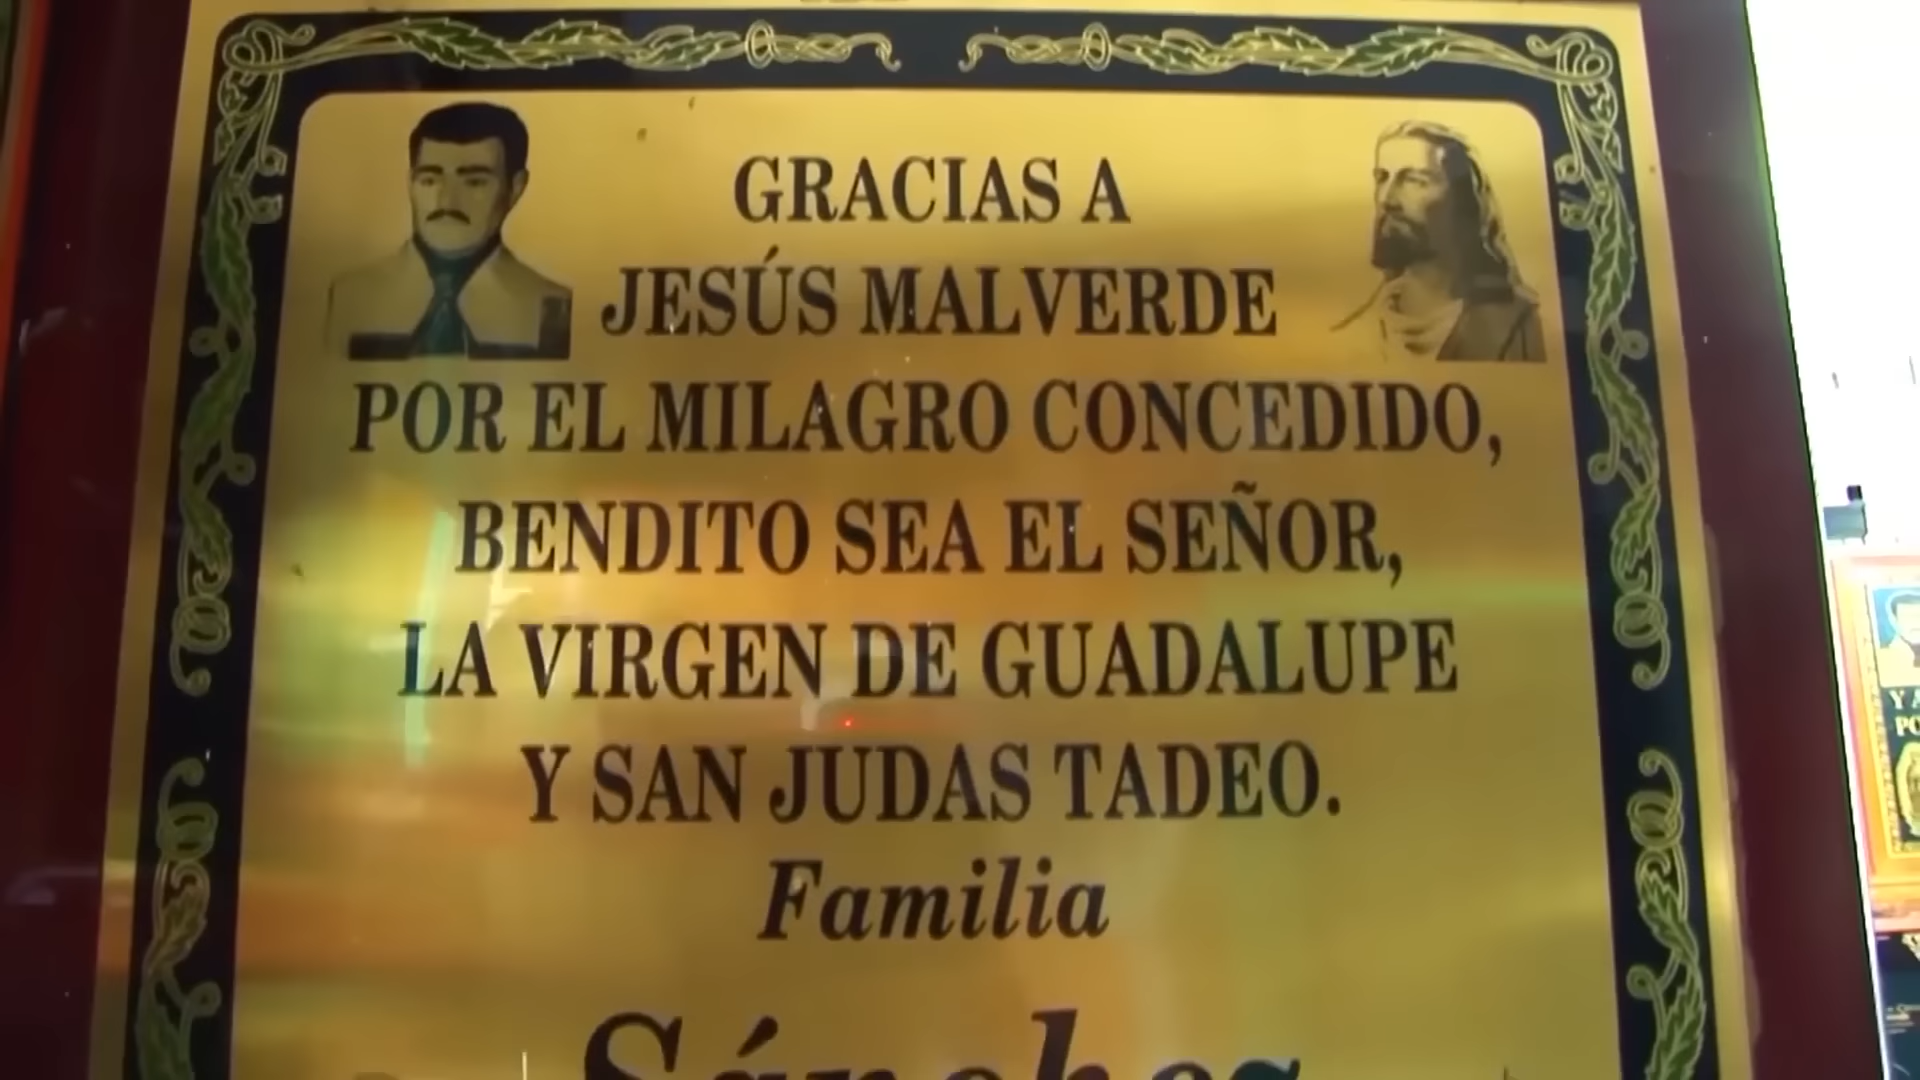 GRACIAS A
JESÚS MALVERDE
POR EL MILAGRO CONCEDIDO,
BENDITO SEA EL SEÑOR,
LA VIRGEN DE GUADALUPE
Y SAN JUDAS TADEO.
Familia
Sánchez